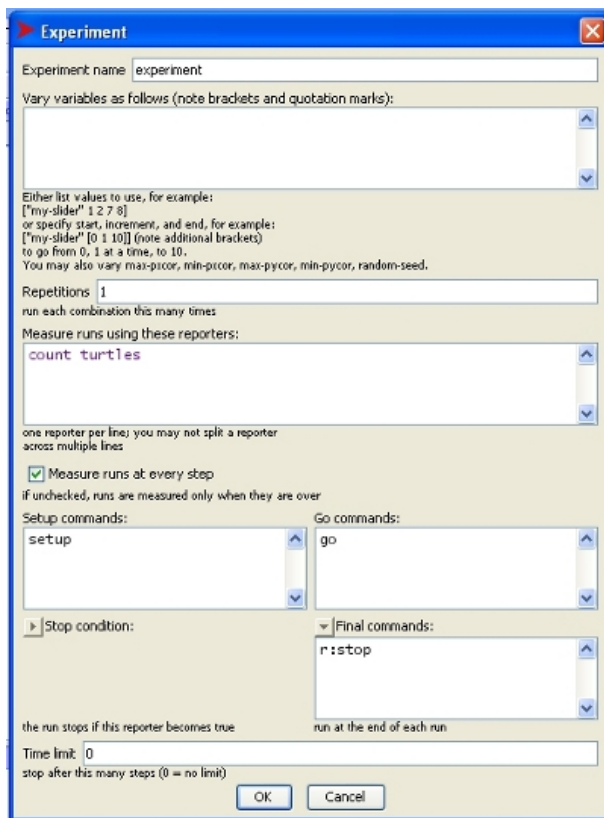 Experiment
Experiment name experiment
Vary variables as follows (note brackets and quotation marks):
Either list values to use, for example:
["my-slider" 1 2 7 8]
or specify start, increment, and end, for example:
["my-slider" [0 1 10]] (note additional brackets)
to go from 0, 1 at a time, to 10.
You may also vary max-pxcor, min-pxcor, max-pycor, min-pycor, random-seed.
Repetitions 1
run each combination this many times
Measure runs using these reporters:
count turtles
one reporter per line; you may not split a reporter
across multiple lines
Measure runs at every step
if unchecked, runs are measured only when they are over
Setup commands: Go commands:
setup go
Stop condition: Final commands:
r:stop
the run stops if this reporter becomes true run at the end of each run
Time limit 0
stop after this many steps (0 = no limit)
OK Cancel